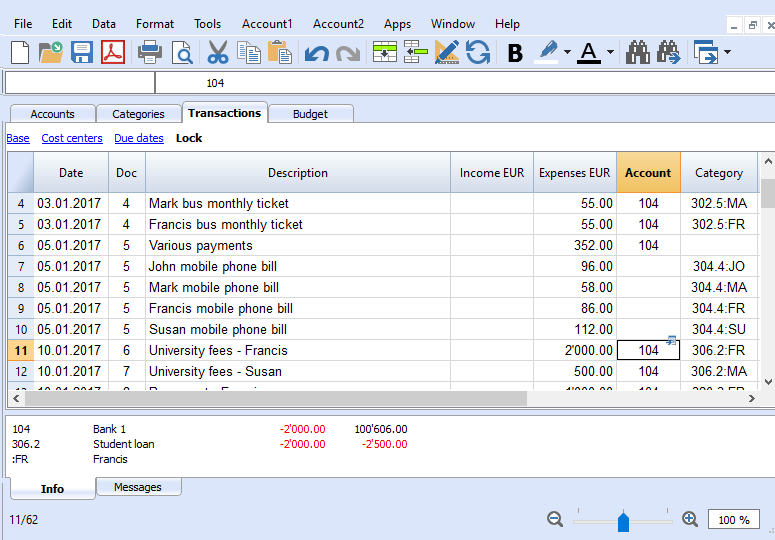 File Edit Data Format Tools Account1 Account2 Apps Window Help
B A
104
Accounts Categories Transactions Budget
Base Cost centers Due dates Lock
Date Doc Description Income EUR Expenses EUR Account Category
4 03.01.2017 4 Mark bus monthly ticket 55.00 104 302.5:MA
5 03.01.2017 4 Francis bus monthly ticket 55.00 104 302.5:FR
6 05.01.2017 5 Various payments 352.00 104
7 05.01.2017 5 John mobile phone bill 96.00 304.4:JO
8 05.01.2017 5 Mark mobile phone bill 58.00 304.4:MA
9 05.01.2017 5 Francis mobile phone bill 86.00 304.4:FR
10 05.01.2017 5 Susan mobile phone bill 112.00 304.4:SU
11 10.01.2017 6 University fees - Francis 2'000.00 104 306.2:FR
12 10.01.2017 7 University fees - Susan 500.00 104 306.2:MA
104 Bank 1 -2'000.00 100'606.00
306.2 Student loan -2'000.00 -2'500.00
:FR Francis
Info Messages
11/62 100 %